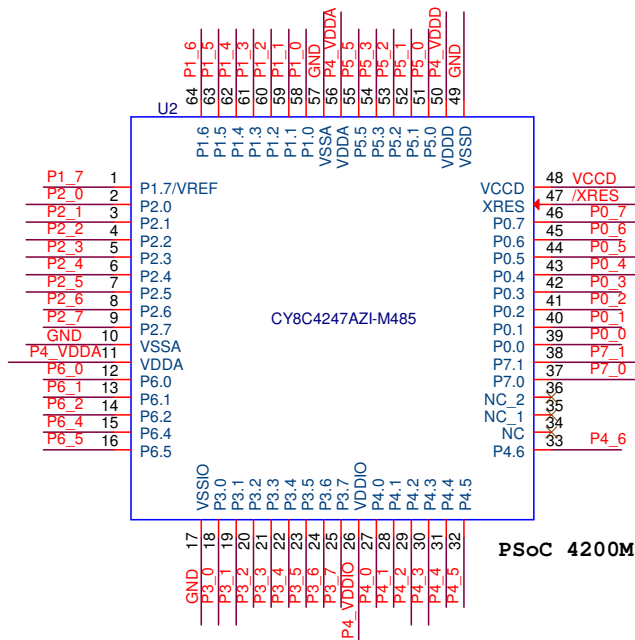 P1_6 P1_5 P1_4 P1_3 P1_2 P1_1 P1_0 GND P4_VDDA P5_5 P5_3 P5_2 P5_1 P5_0 P4_VDDD GND
64 63 62 61 60 59 58 57 56 55 54 53 52 51 50 49
U2
P1.6 P1.5 P1.4 P1.3 P1.2 P1.1 P1.0 VSSA VDDA P5.5 P5.3 P5.2 P5.1 P5.0 VDDD VSSD
P1_7 1 P1.7/VREF
P2_0 2 P2.0
P2_1 3 P2.1
P2_2 4 P2.2
P2_3 5 P2.3
P2_4 6 P2.4
P2_5 7 P2.5
P2_6 8 P2.6
P2_7 9 P2.7
GND 10 VSSA
P4_VDDA 11 VDDA
P6_0 12 P6.0
P6_1 13 P6.1
P6_2 14 P6.2
P6_4 15 P6.4
P6_5 16 P6.5
CY8C4247AZI-M485
VCCD 48 VCCD
XRES 47 /XRES
P0.7 46 P0_7
P0.6 45 P0_6
P0.5 44 P0_5
P0.4 43 P0_4
P0.3 42 P0_3
P0.2 41 P0_2
P0.1 40 P0_1
P0.0 39 P0_0
P7.1 38 P7_1
P7.0 37 P7_0
NC_2 36
NC_1 35
NC 34
P4.6 33 P4_6
VSSIO P3.0 P3.1 P3.2 P3.3 P3.4 P3.5 P3.6 P3.7 VDDIO P4.0 P4.1 P4.2 P4.3 P4.4 P4.5
17 18 19 20 21 22 23 24 25 26 27 28 29 30 31 32
GND P3_0 P3_1 P3_2 P3_3 P3_4 P3_5 P3_6 P3_7 P4_VDDIO P4_0 P4_1 P4_2 P4_3 P4_4 P4_5
PSoC 4200M